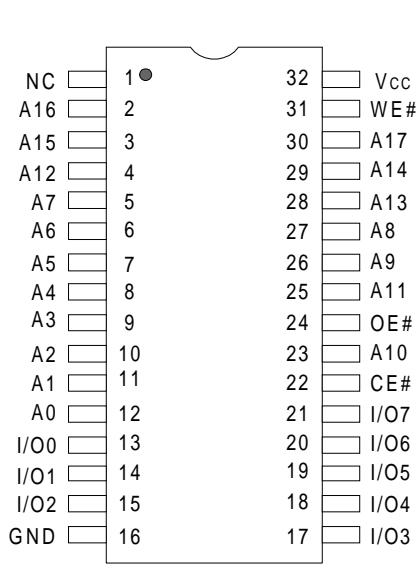 NC 1 32 Vcc
A16 2 31 WE#
A15 3 30 A17
A12 4 29 A14
A7 5 28 A13
A6 6 27 A8
A5 7 26 A9
A4 8 25 A11
A3 9 24 OE#
A2 10 23 A10
A1 11 22 CE#
A0 12 21 I/O7
I/O0 13 20 I/O6
I/O1 14 19 I/O5
I/O2 15 18 I/O4
GND 16 17 I/O3